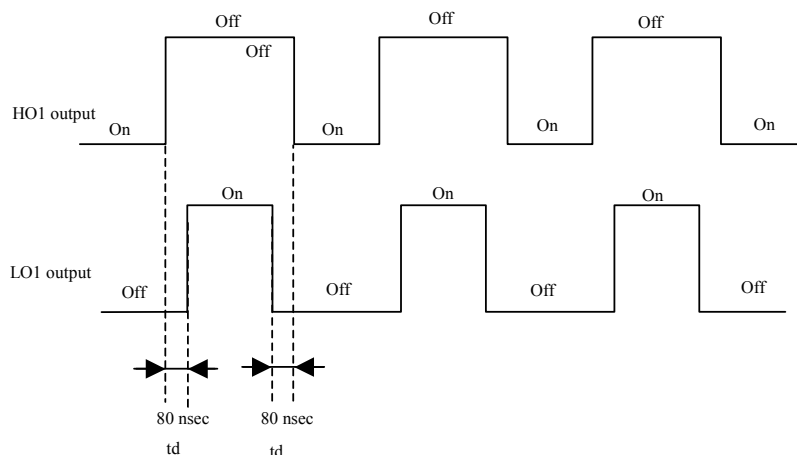 Off Off Off
Off
HO1 output
On On On On
On On On
LO1 output
Off Off Off Off
80 nsec 80 nsec
td td